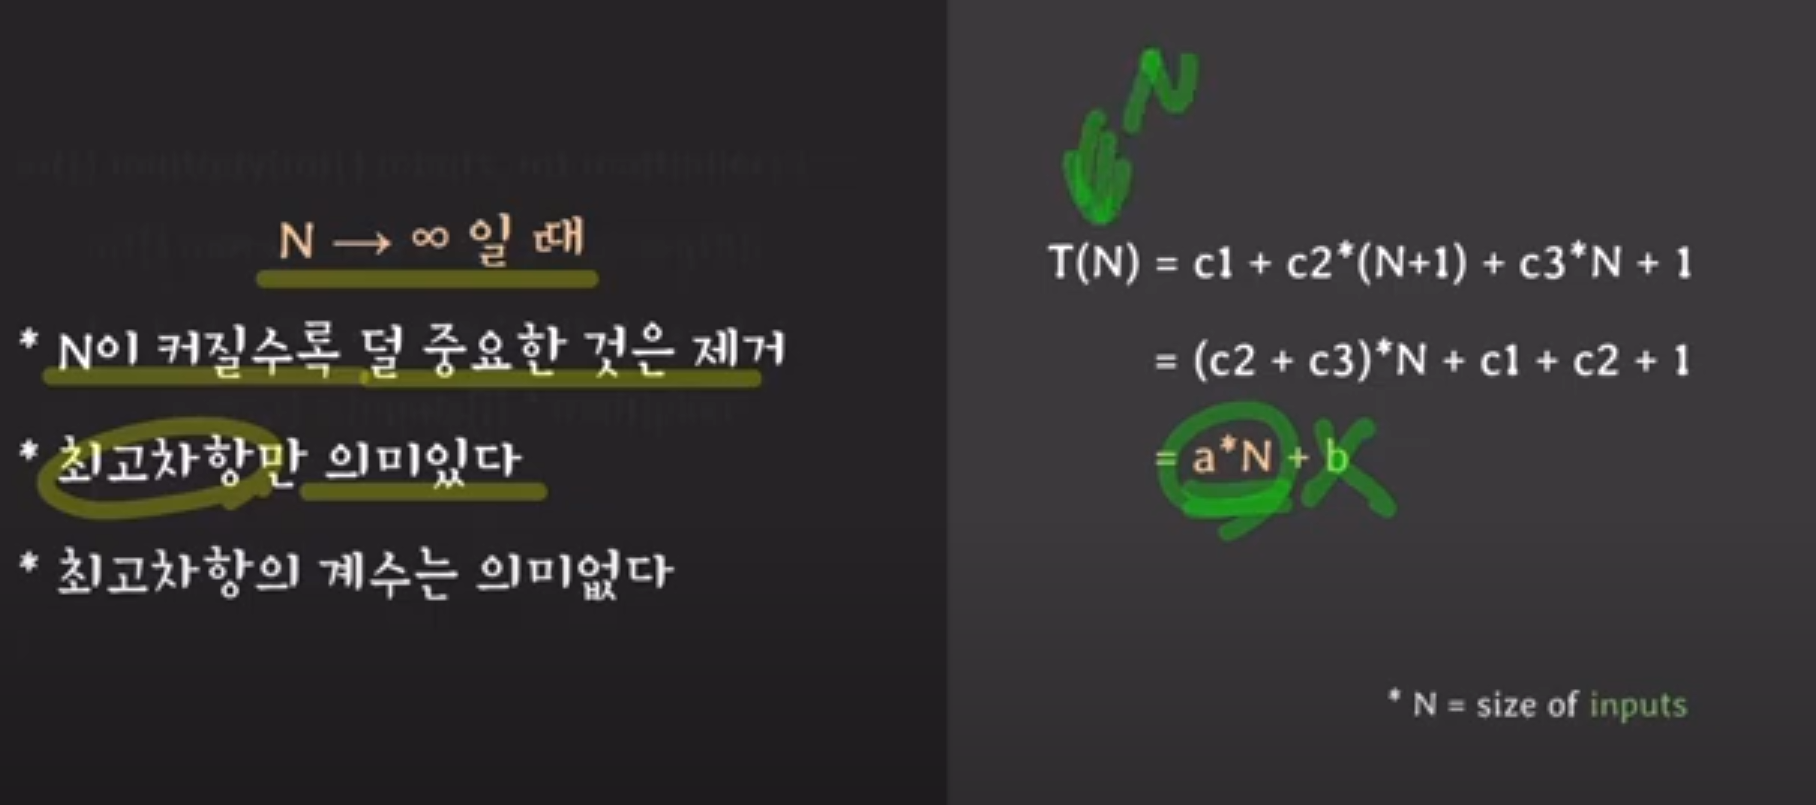 N → ∞ 일 때
* N이 커질수록 덜 중요한 것은 제거
* 최고차항만 의미있다
* 최고차항의 계수는 의미없다
N
T(N) = c1 + c2*(N+1) + c3*N + 1
= (c2 + c3)*N + c1 + c2 + 1
= a*N + b
* N = size of inputs